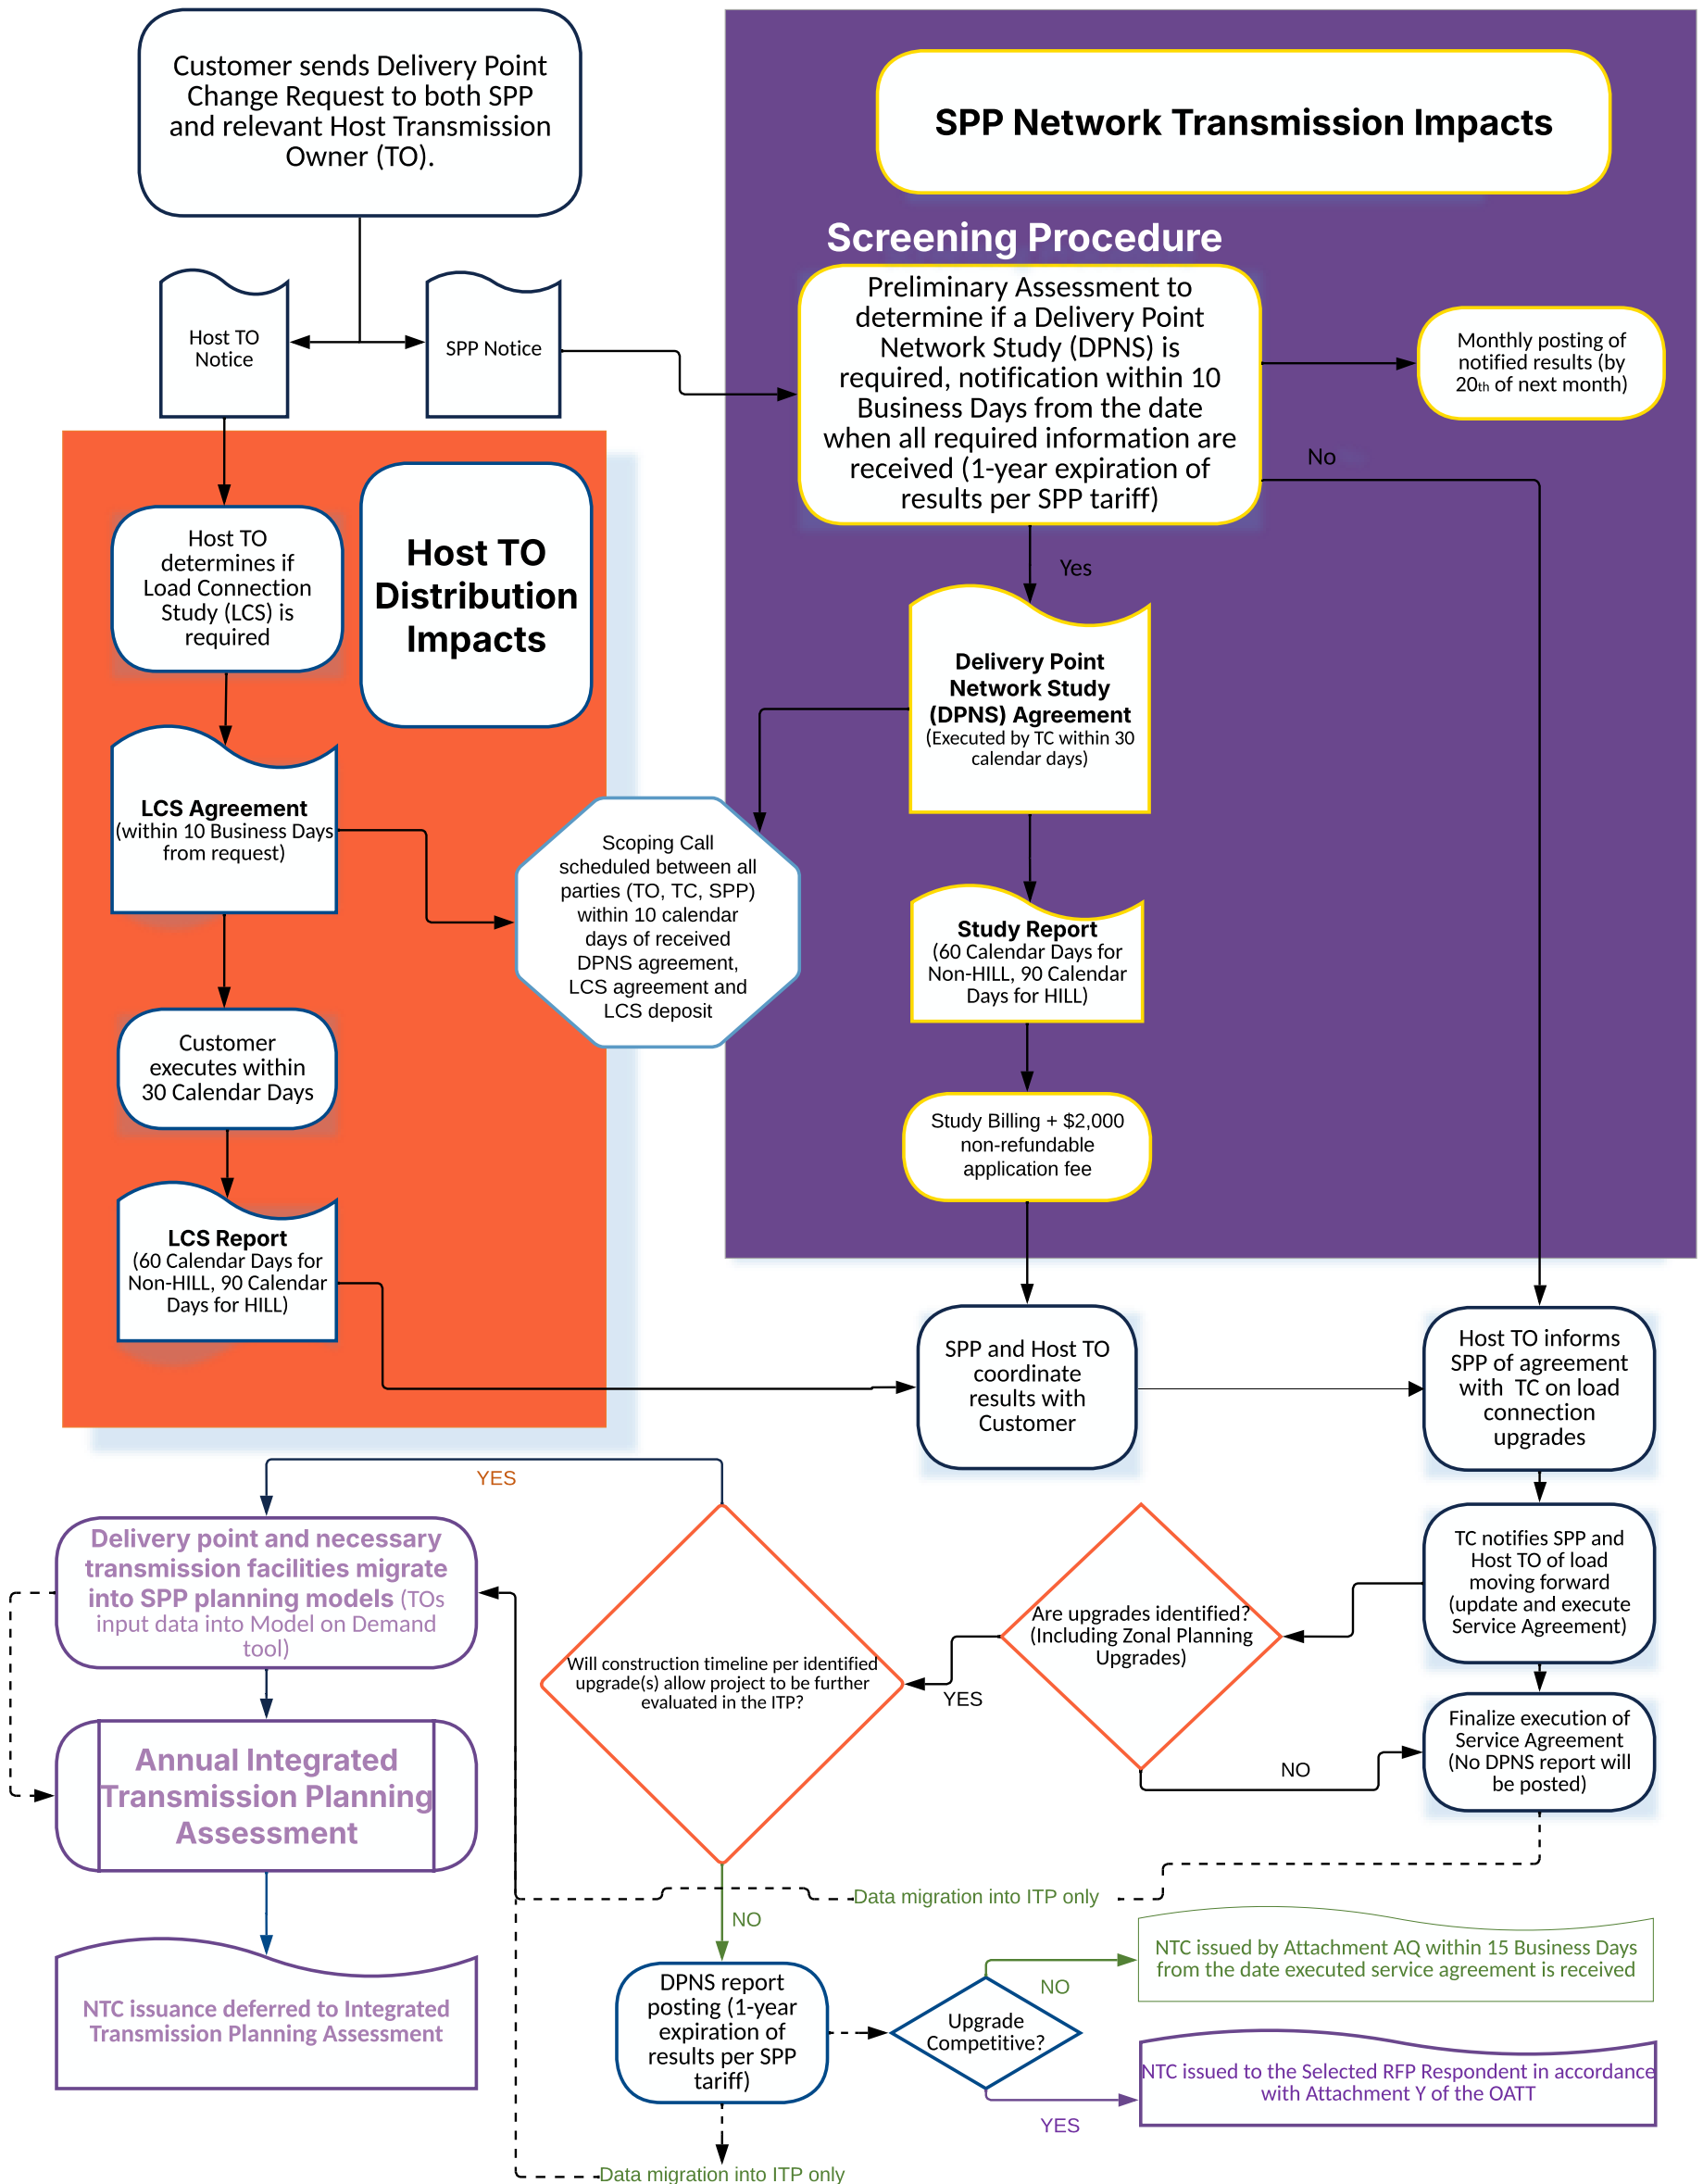 Customer sends Delivery Point
Change Request to both SPP
and relevant Host Transmission
Owner (TO).
SPP Network Transmission Impacts
Screening Procedure
Host TO
Notice
SPP Notice
Preliminary Assessment to
determine if a Delivery Point
Network Study (DPNS) is
required, notification within 10
Business Days from the date
when all required information are
received (1-year expiration of
results per SPP tariff)
Monthly posting of
notified results (by
20th of next month)
No
Yes
Host TO
determines if
Load Connection
Study (LCS) is
required
Host TO
Distribution
Impacts
Delivery Point
Network Study
(DPNS) Agreement
(Executed by TC within 30
calendar days)
LCS Agreement
(within 10 Business Days
from request)
Scoping Call
scheduled between all
parties (TO, TC, SPP)
within 10 calendar
days of received
DPNS agreement,
LCS agreement and
LCS deposit
Study Report
(60 Calendar Days for
Non-HILL, 90 Calendar
Days for HILL)
Customer
executes within
30 Calendar Days
Study Billing + $2,000
non-refundable
application fee
LCS Report
(60 Calendar Days for
Non-HILL, 90 Calendar
Days for HILL)
SPP and Host TO
coordinate
results with
Customer
Host TO informs
SPP of agreement
with TC on load
connection
upgrades
YES
Delivery point and necessary
transmission facilities migrate
into SPP planning models (TOs
input data into Model on Demand
tool)
Will construction timeline per identified
upgrade(s) allow project to be further
evaluated in the ITP?
YES
Are upgrades identified?
(Including Zonal Planning
Upgrades)
TC notifies SPP and
Host TO of load
moving forward
(update and execute
Service Agreement)
NO
Finalize execution of
Service Agreement
(No DPNS report will
be posted)
Annual Integrated
Transmission Planning
Assessment
Data migration into ITP only
NO
NTC issuance deferred to Integrated
Transmission Planning Assessment
DPNS report
posting (1-year
expiration of
results per SPP
tariff)
Upgrade
Competitive?
NO
NTC issued by Attachment AQ within 15 Business Days
from the date executed service agreement is received
YES
NTC issued to the Selected RFP Respondent in accordance
with Attachment Y of the OATT
Data migration into ITP only